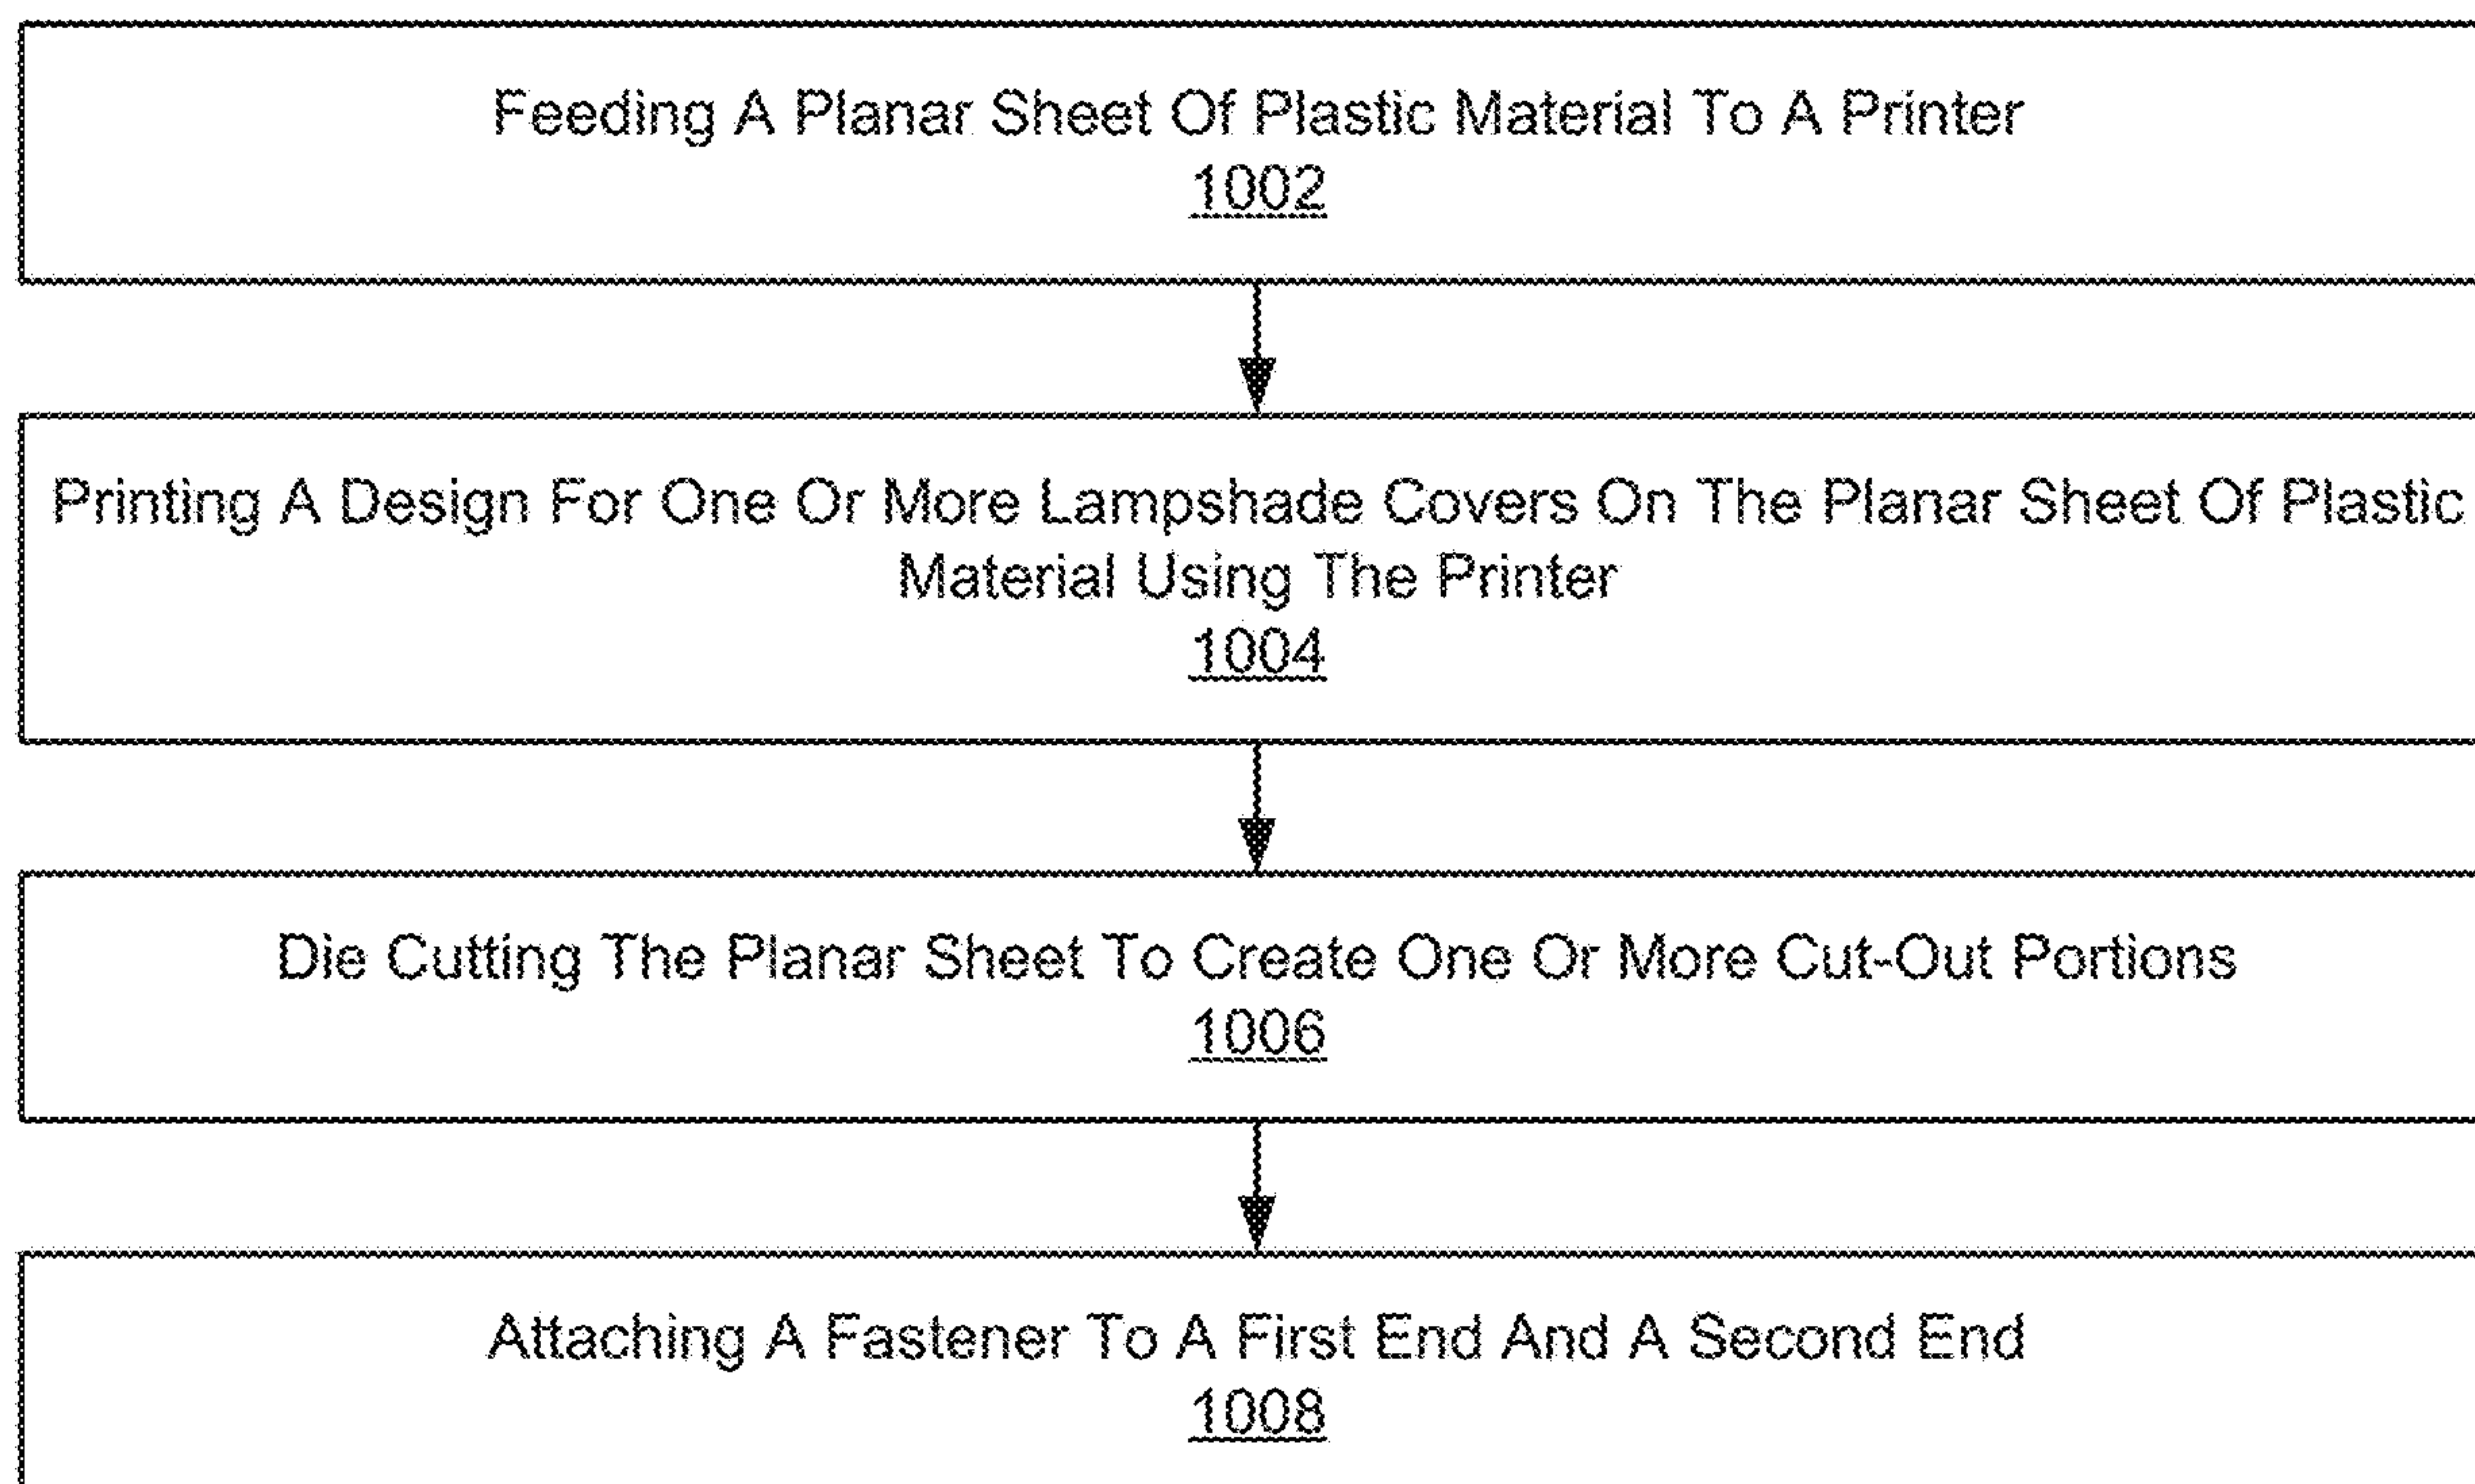 Feeding A Planar Sheet Of Plastic Material To A Printer
1002
Printing A Design For One Or More Lampshade Covers On The Planar Sheet Of Plastic
Material Using The Printer
1004
Die Cutting The Planar Sheet To Create One Or More Cut-Out Portions
1006
Attaching A Fastener To A First End And A Second End
1008